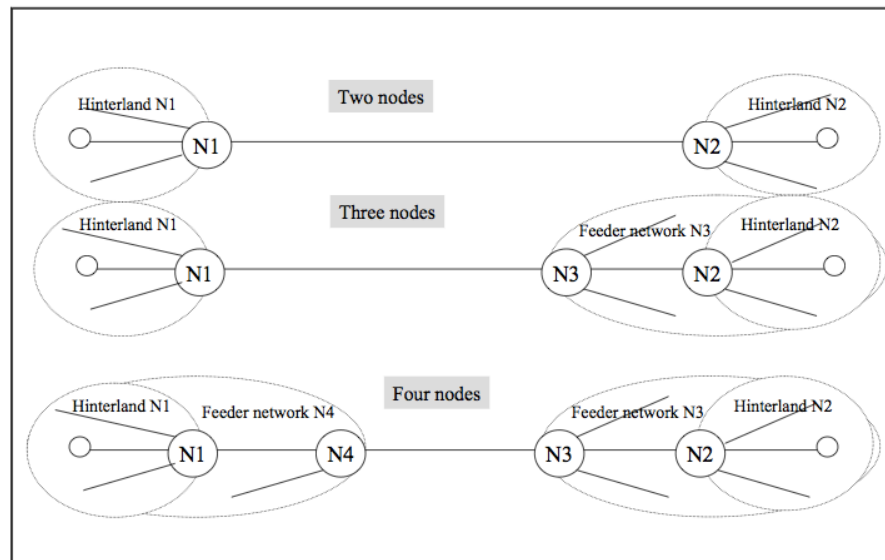 Two nodes
Hinterland N1
Hinterland N2
N1
N2
Three nodes
Hinterland N1
Feeder network N3
Hinterland N2
N1
N3
N2
Four nodes
Hinterland N1
Feeder network N4
Feeder network N3
Hinterland N2
N1
N4
N3
N2